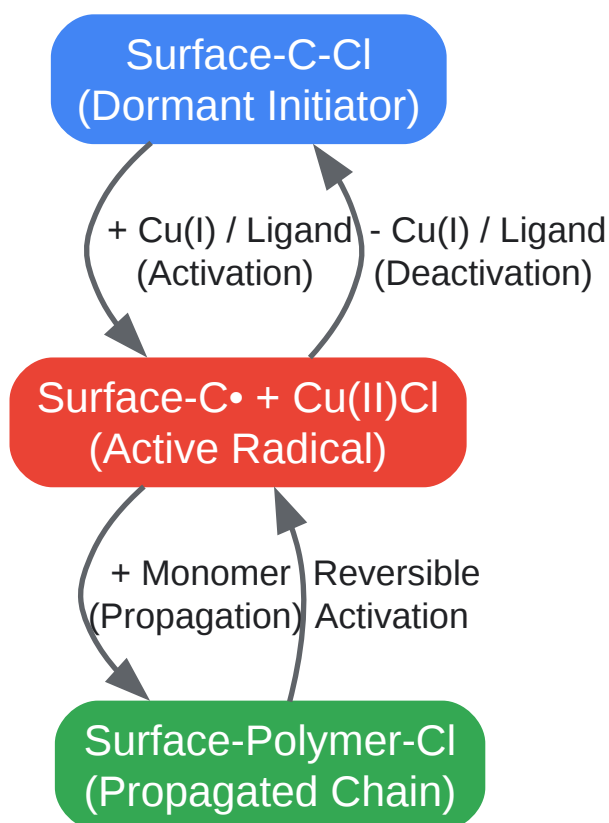 Surface-C-Cl
(Dormant Initiator)
+ Cu(I) / Ligand
(Activation)
- Cu(I) / Ligand
(Deactivation)
Surface-C• + Cu(II)Cl
(Active Radical)
+ Monomer
(Propagation)
Reversible
Activation
Surface-Polymer-Cl
(Propagated Chain)